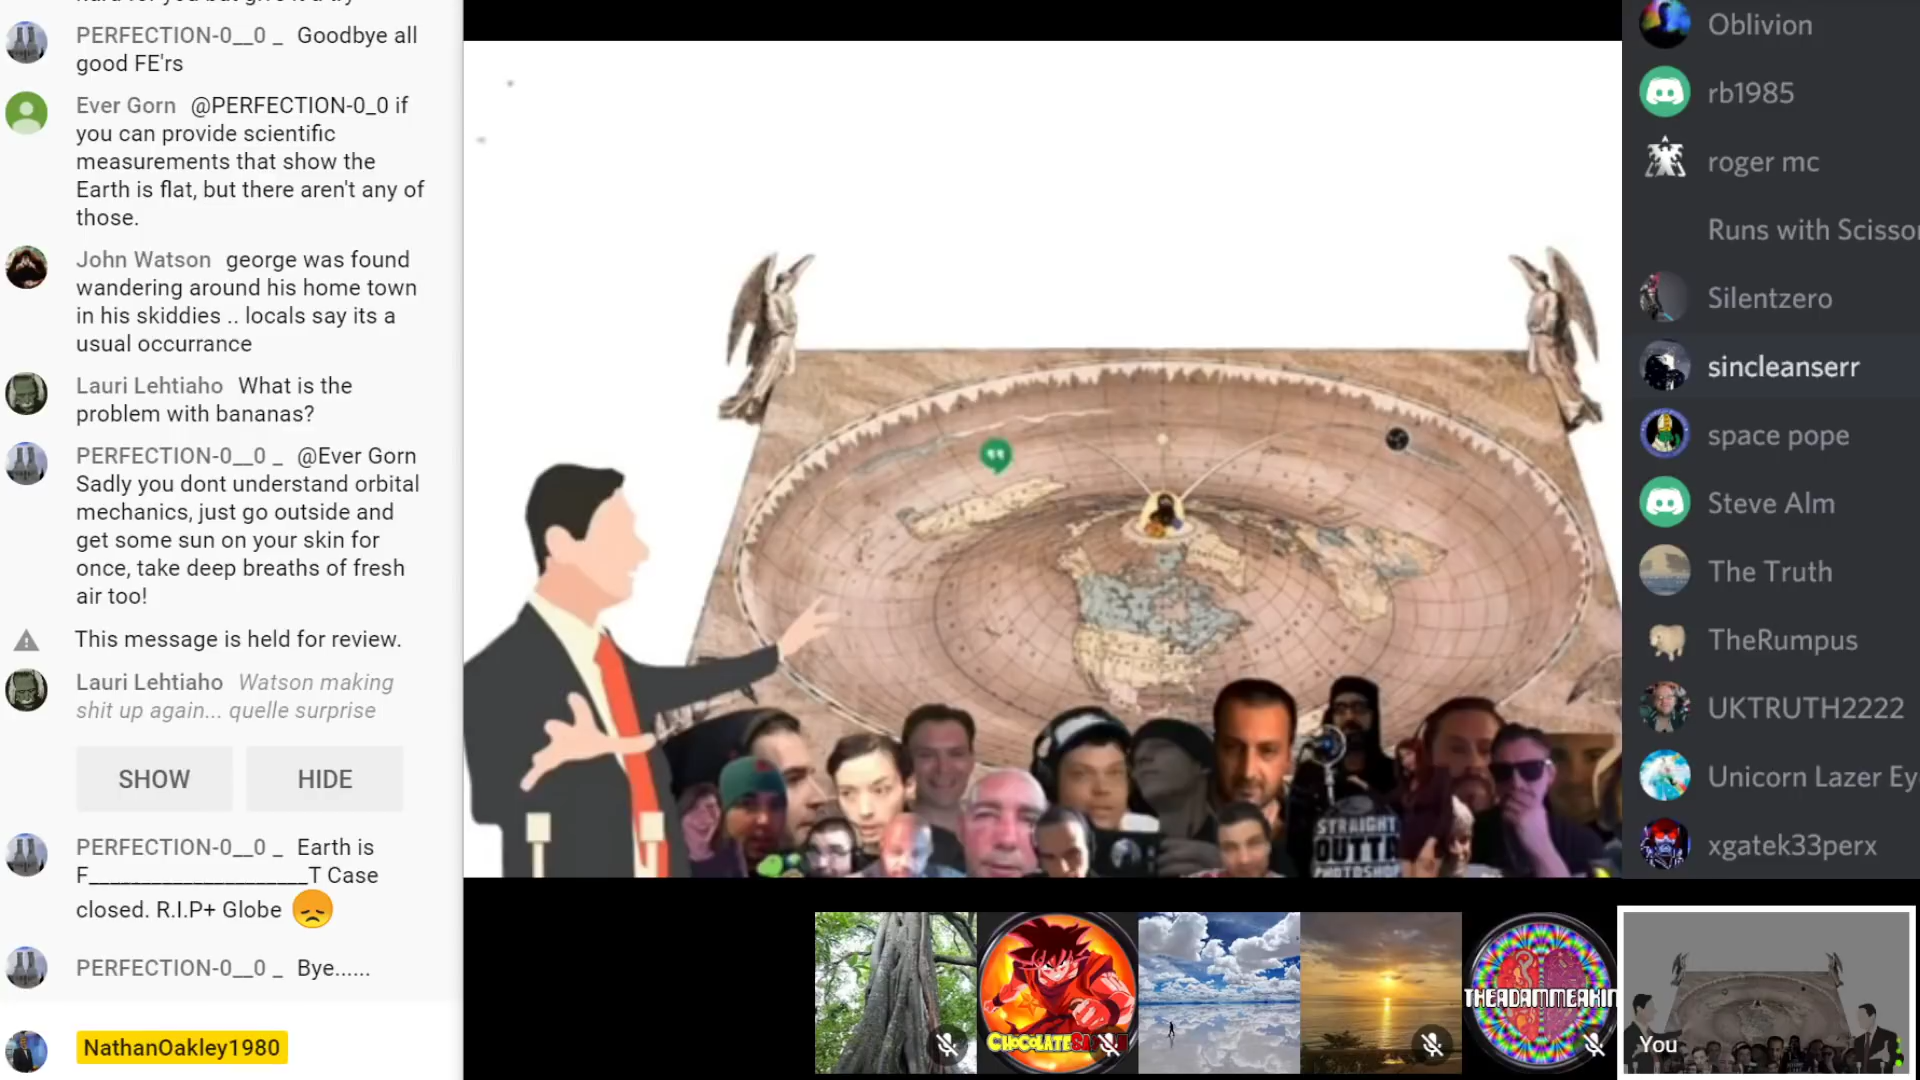 PERFECTION-0__0 _ Goodbye all
good FE'rs
Ever Gorn @PERFECTION-0_0 if
you can provide scientific
measurements that show the
Earth is flat, but there aren't any of
those.
John Watson george was found
wandering around his home town
in his skiddies .. locals say its a
usual occurrance
Lauri Lehtiaho What is the
problem with bananas?
PERFECTION-0__0 _ @Ever Gorn
Sadly you dont understand orbital
mechanics, just go outside and
get some sun on your skin for
once, take deep breaths of fresh
air too!
This message is held for review.
Lauri Lehtiaho Watson making
shit up again... quelle surprise
SHOW HIDE
PERFECTION-0__0 _ Earth is
F_____________________T Case
closed. R.I.P+ Globe
PERFECTION-0__0 _ Bye......
NathanOakley1980
STRAIGHT
OUTTA
PHOTOSHOP
CHOCOLATE
THEADAMMEAKIN
You
Oblivion
rb1985
roger mc
Runs with Scissor
Silentzero
sincleanserr
space pope
Steve Alm
The Truth
TheRumpus
UKTRUTH2222
Unicorn Lazer Ey
xgatek33perx